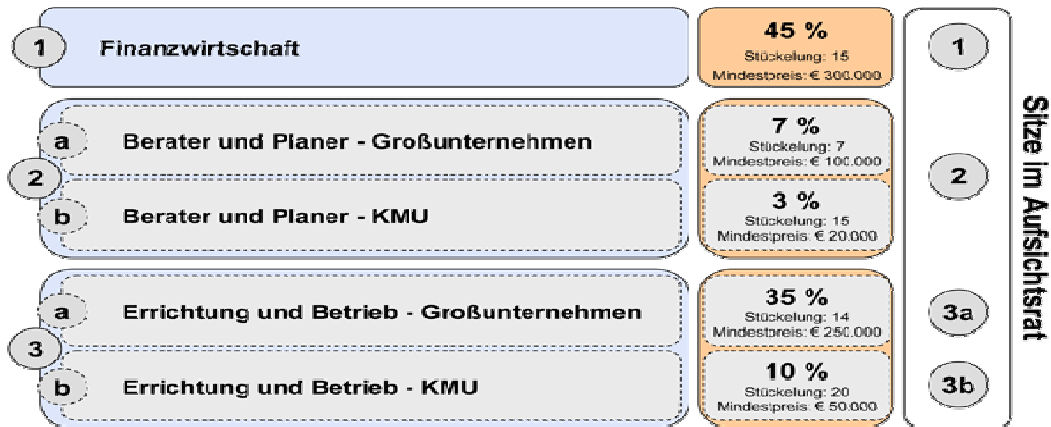 1
Finanzwirtschaft
45 %
Stückelung: 15
Mindestpreis: € 300.000
1
2
a
Berater und Planer - Großunternehmen
7 %
Stückelung: 7
Mindestpreis: € 100.000
b
Berater und Planer - KMU
3 %
Stückelung: 15
Mindestpreis: € 20.000
2
3
a
Errichtung und Betrieb - Großunternehmen
35 %
Stückelung: 14
Mindestpreis: € 250.000
3a
b
Errichtung und Betrieb - KMU
10 %
Stückelung: 20
Mindestpreis: € 50.000
3b
Sitze im Aufsichtsrat